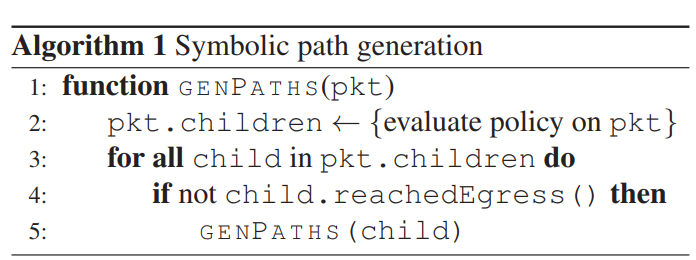 Algorithm 1 Symbolic path generation
1: function GENPATHS(pkt)
2: pkt.children ← {evaluate policy on pkt}
3: for all child in pkt.children do
4: if not child.reachedEgress() then
5: GENPATHS(child)